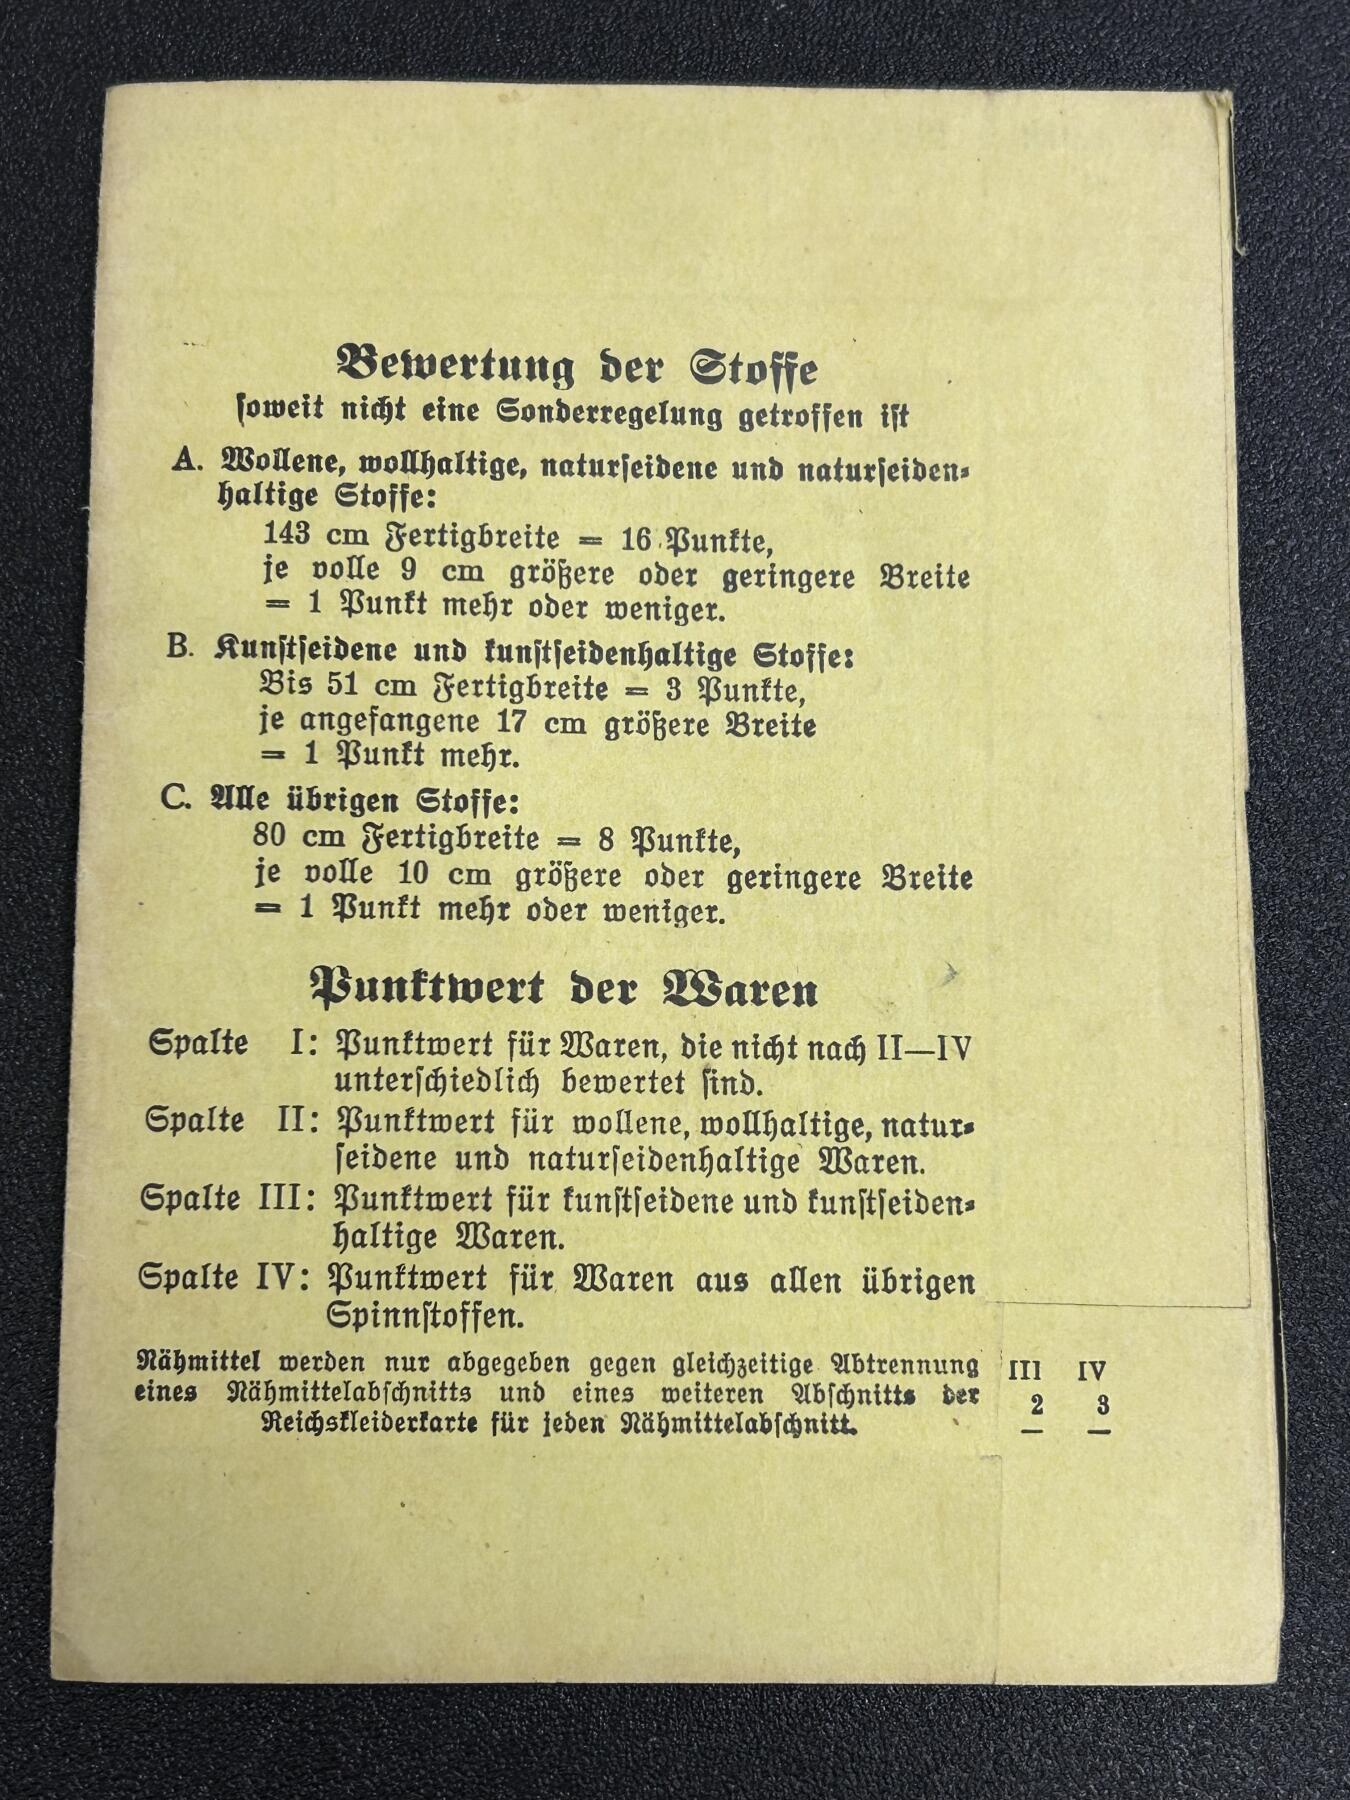 Bewertung der Stoffe
soweit nicht eine Sonderregelung getroffen ist
A. Wollene, wollhaltige, naturseidene und naturseiden-
haltige Stoffe:
143 cm Fertigbreite = 16 Punkte,
je volle 9 cm größere oder geringere Breite
= 1 Punkt mehr oder weniger.
B. Kunstseidene und kunstseidenhaltige Stoffe:
Bis 51 cm Fertigbreite = 3 Punkte,
je angefangene 17 cm größere Breite
= 1 Punkt mehr.
C. Alle übrigen Stoffe:
80 cm Fertigbreite = 8 Punkte,
je volle 10 cm größere oder geringere Breite
= 1 Punkt mehr oder weniger.
Punktwert der Waren
Spalte I: Punktwert für Waren, die nicht nach II—IV
unterschiedlich bewertet sind.
Spalte II: Punktwert für wollene, wollhaltige, natur-
seidene und naturseidenhaltige Waren.
Spalte III: Punktwert für kunstseidene und kunstseiden-
haltige Waren.
Spalte IV: Punktwert für Waren aus allen übrigen
Spinnstoffen.
Nähmittel werden nur abgegeben gegen gleichzeitige Abtrennung
eines Nähmittelabschnitts und eines weiteren Abschnitts der
Reichskleiderkarte für jeden Nähmittelabschnitt.
III IV
2 3
— —